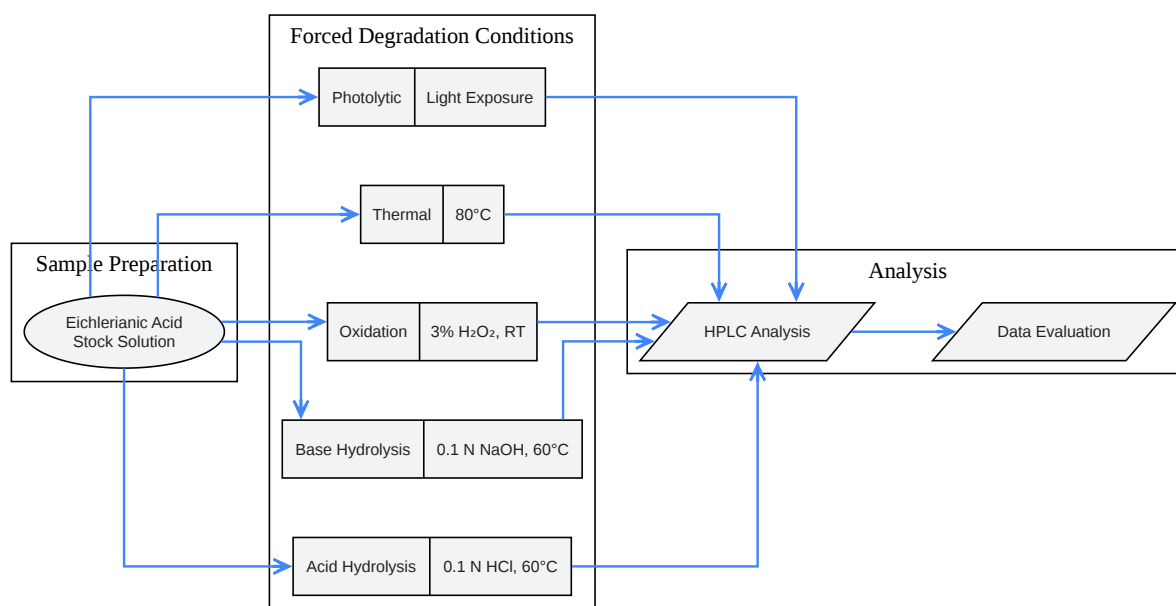 Forced Degradation Conditions
Photolytic
Light Exposure
Thermal
80°C
Sample Preparation
Eichlerianic Acid
Stock Solution
Oxidation
3% H₂O₂, RT
Base Hydrolysis
0.1 N NaOH, 60°C
Acid Hydrolysis
0.1 N HCl, 60°C
Analysis
HPLC Analysis
Data Evaluation